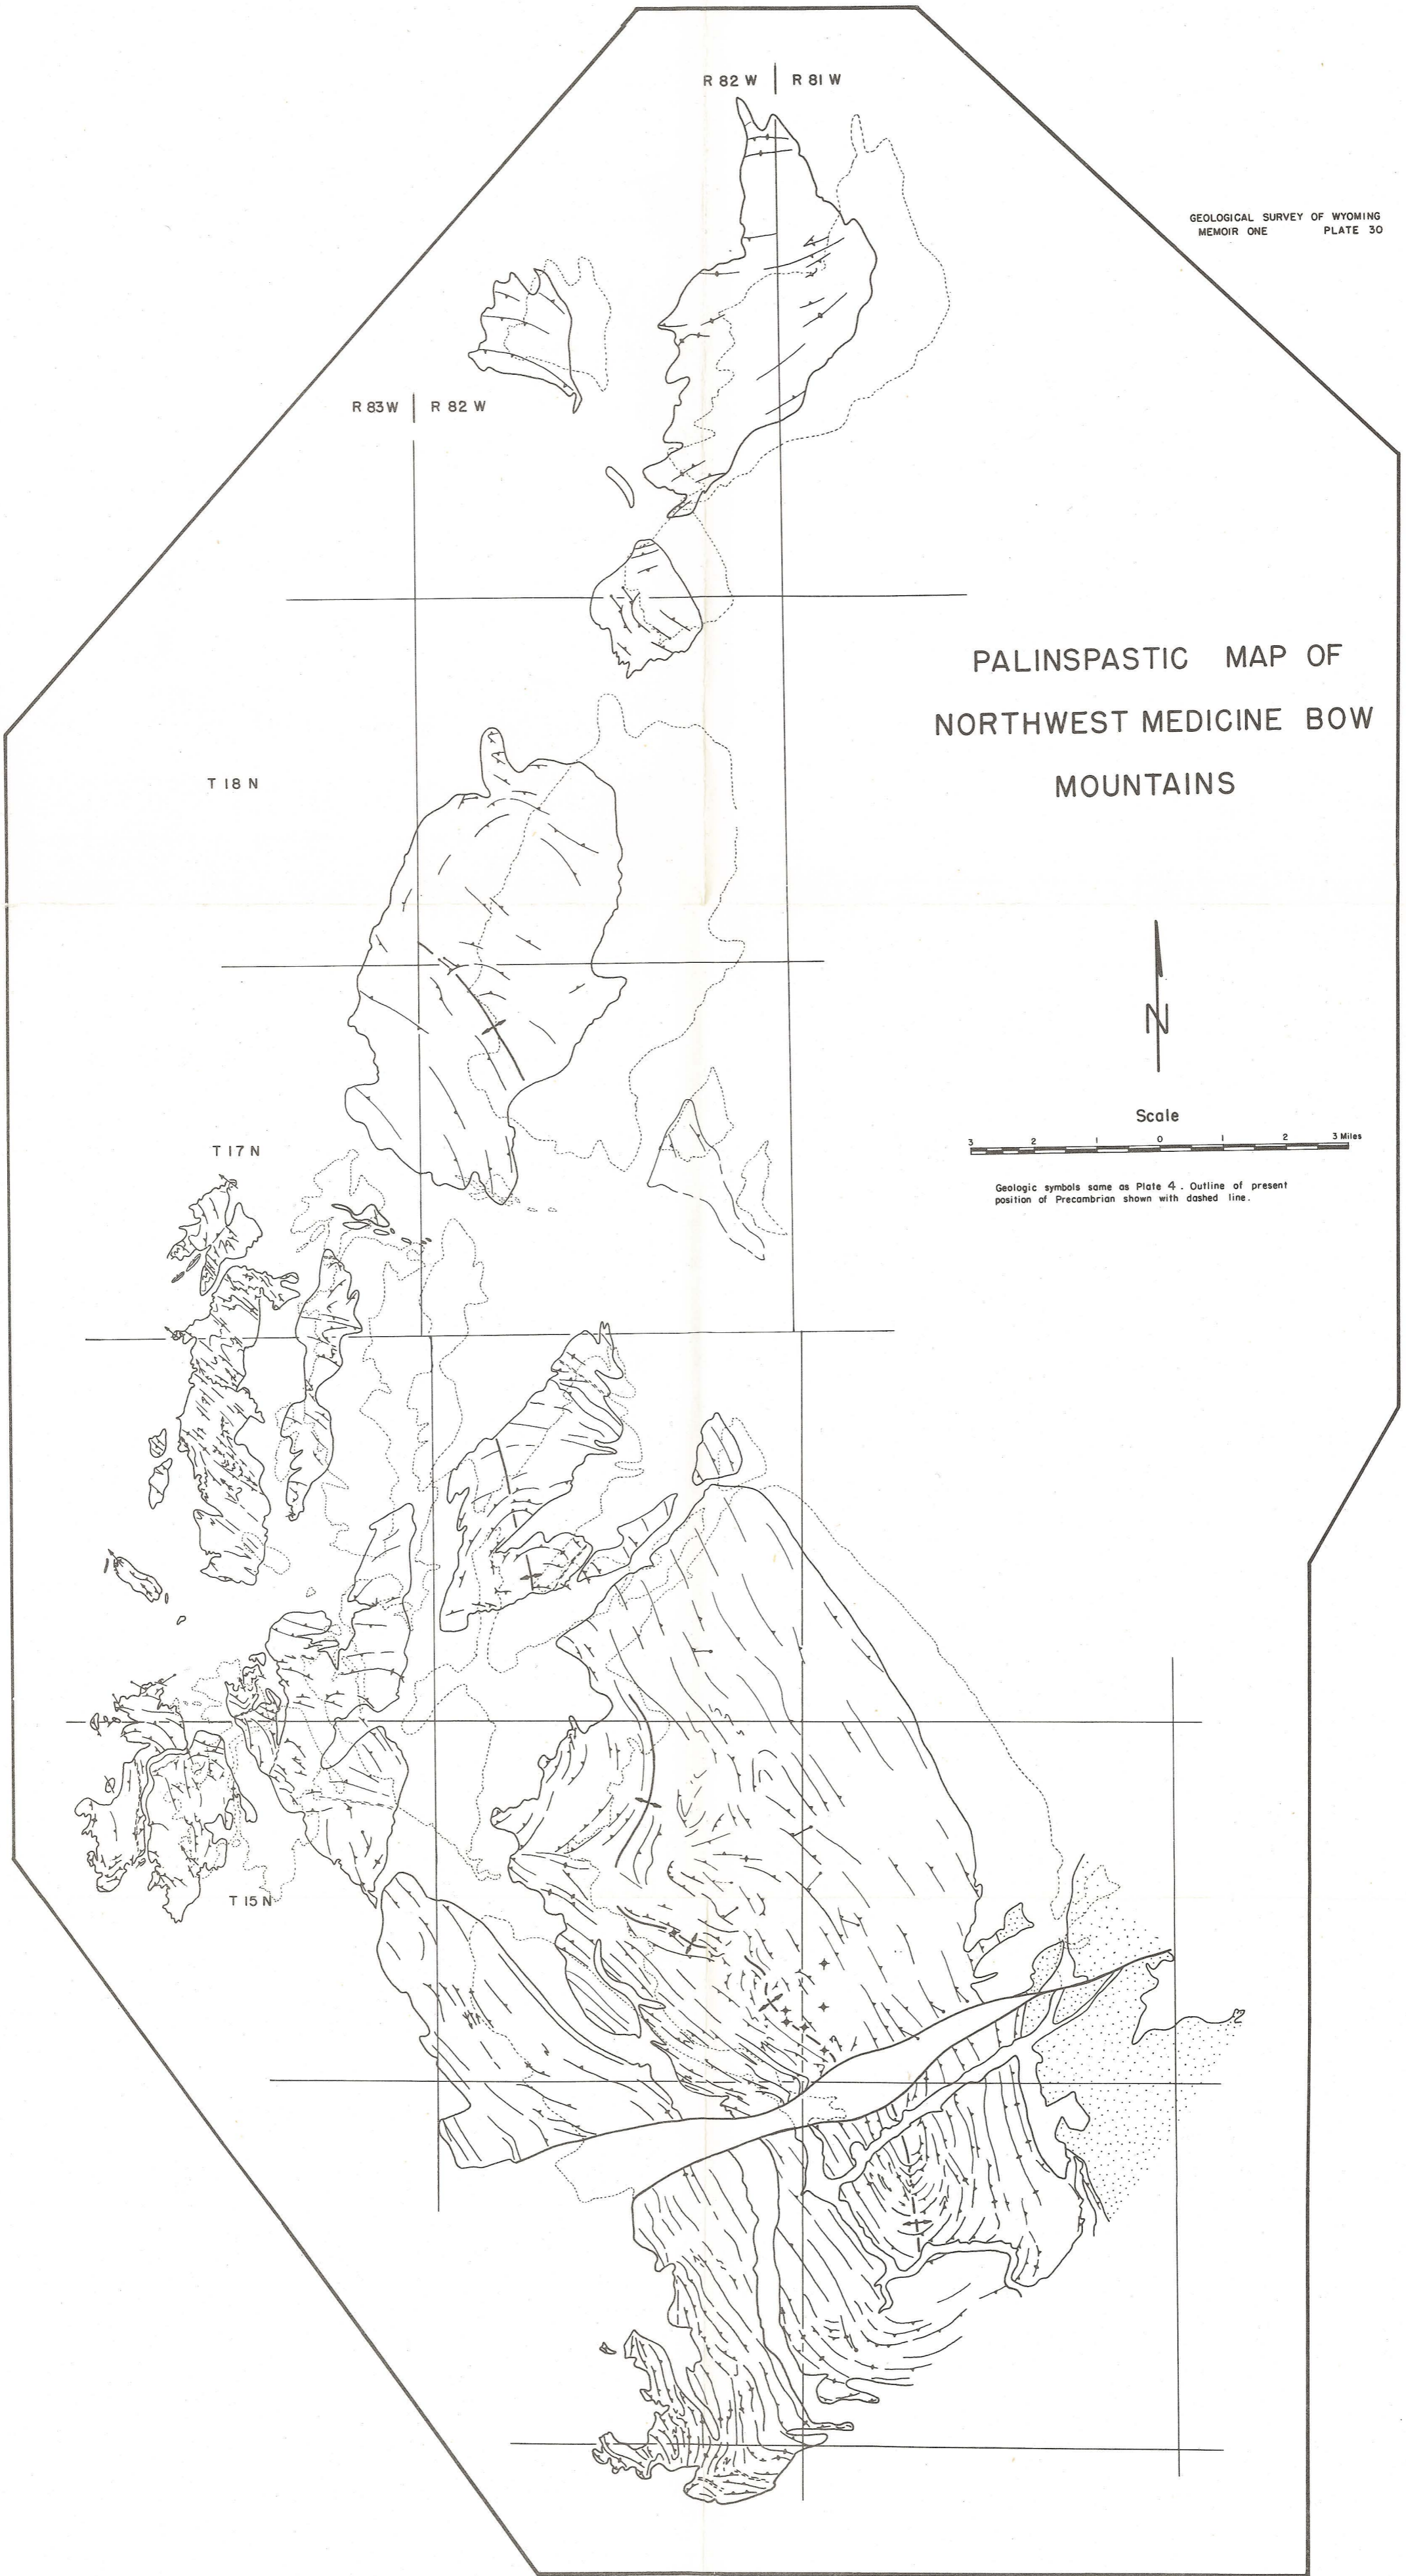 R 82 W R 81 W
GEOLOGICAL SURVEY OF WYOMING
MEMOIR ONE PLATE 30
R 83 W R 82 W
PALINSPASTIC MAP OF
NORTHWEST MEDICINE BOW
MOUNTAINS
T 18 N
N
Scale
3 2 1 0 1 2 3 Miles
T 17 N
Geologic symbols same as Plate 4. Outline of present
position of Precambrian shown with dashed line.
T 15 N